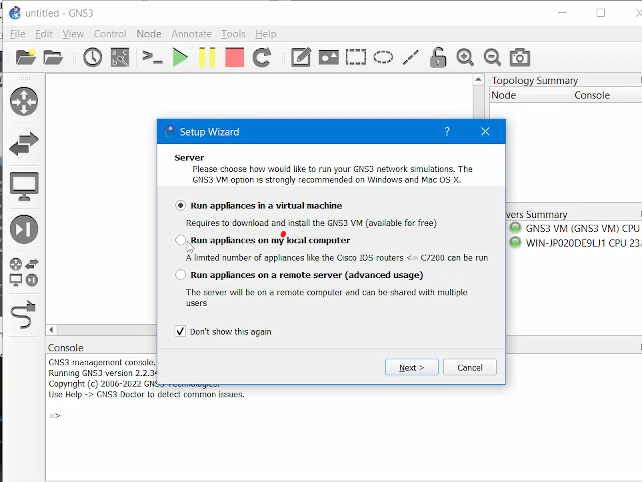 untitled - GNS3
File Edit View Control Node Annotate Tools Help
Topology Summary
Node Console
Setup Wizard ?
Server
Please choose how would like to run your GNS3 network simulations. The
GNS3 VM option is strongly recommended on Windows and Mac OS X.
Run appliances in a virtual machine
Requires to download and install the GNS3 VM (available for free)
Run appliances on my local computer
A limited number of appliances like the Cisco IOS routers <= C7200 can be run
Run appliances on a remote server (advanced usage)
The server will be on a remote computer and can be shared with multiple
users
Don't show this again
Next > Cancel
vers Summary
GNS3 VM (GNS3 VM) CPU
WIN-JP020DE9LJ1 CPU 23.
Console
GNS3 management console.
Running GNS3 version 2.2.34
Copyright (c) 2006-2022 GNS3 Technologies.
Use Help -> GNS3 Doctor to detect common issues.
=>